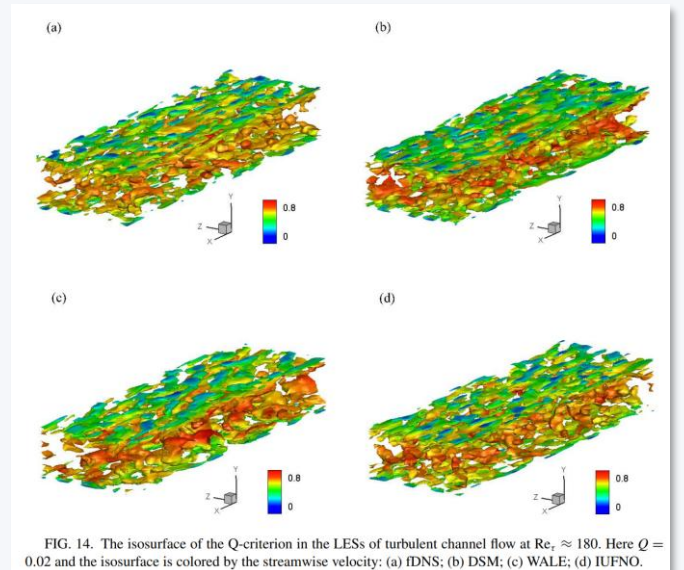 (a)
(b)
Y
Z
X
0.8
0
Y
Z
X
0.8
0
(c)
(d)
Y
Z
X
0.8
0
Y
Z
X
0.8
0
FIG. 14. The isosurface of the Q-criterion in the LESs of turbulent channel flow at Reτ ≈ 180. Here Q =
0.02 and the isosurface is colored by the streamwise velocity: (a) fDNS; (b) DSM; (c) WALE; (d) IUFNO.